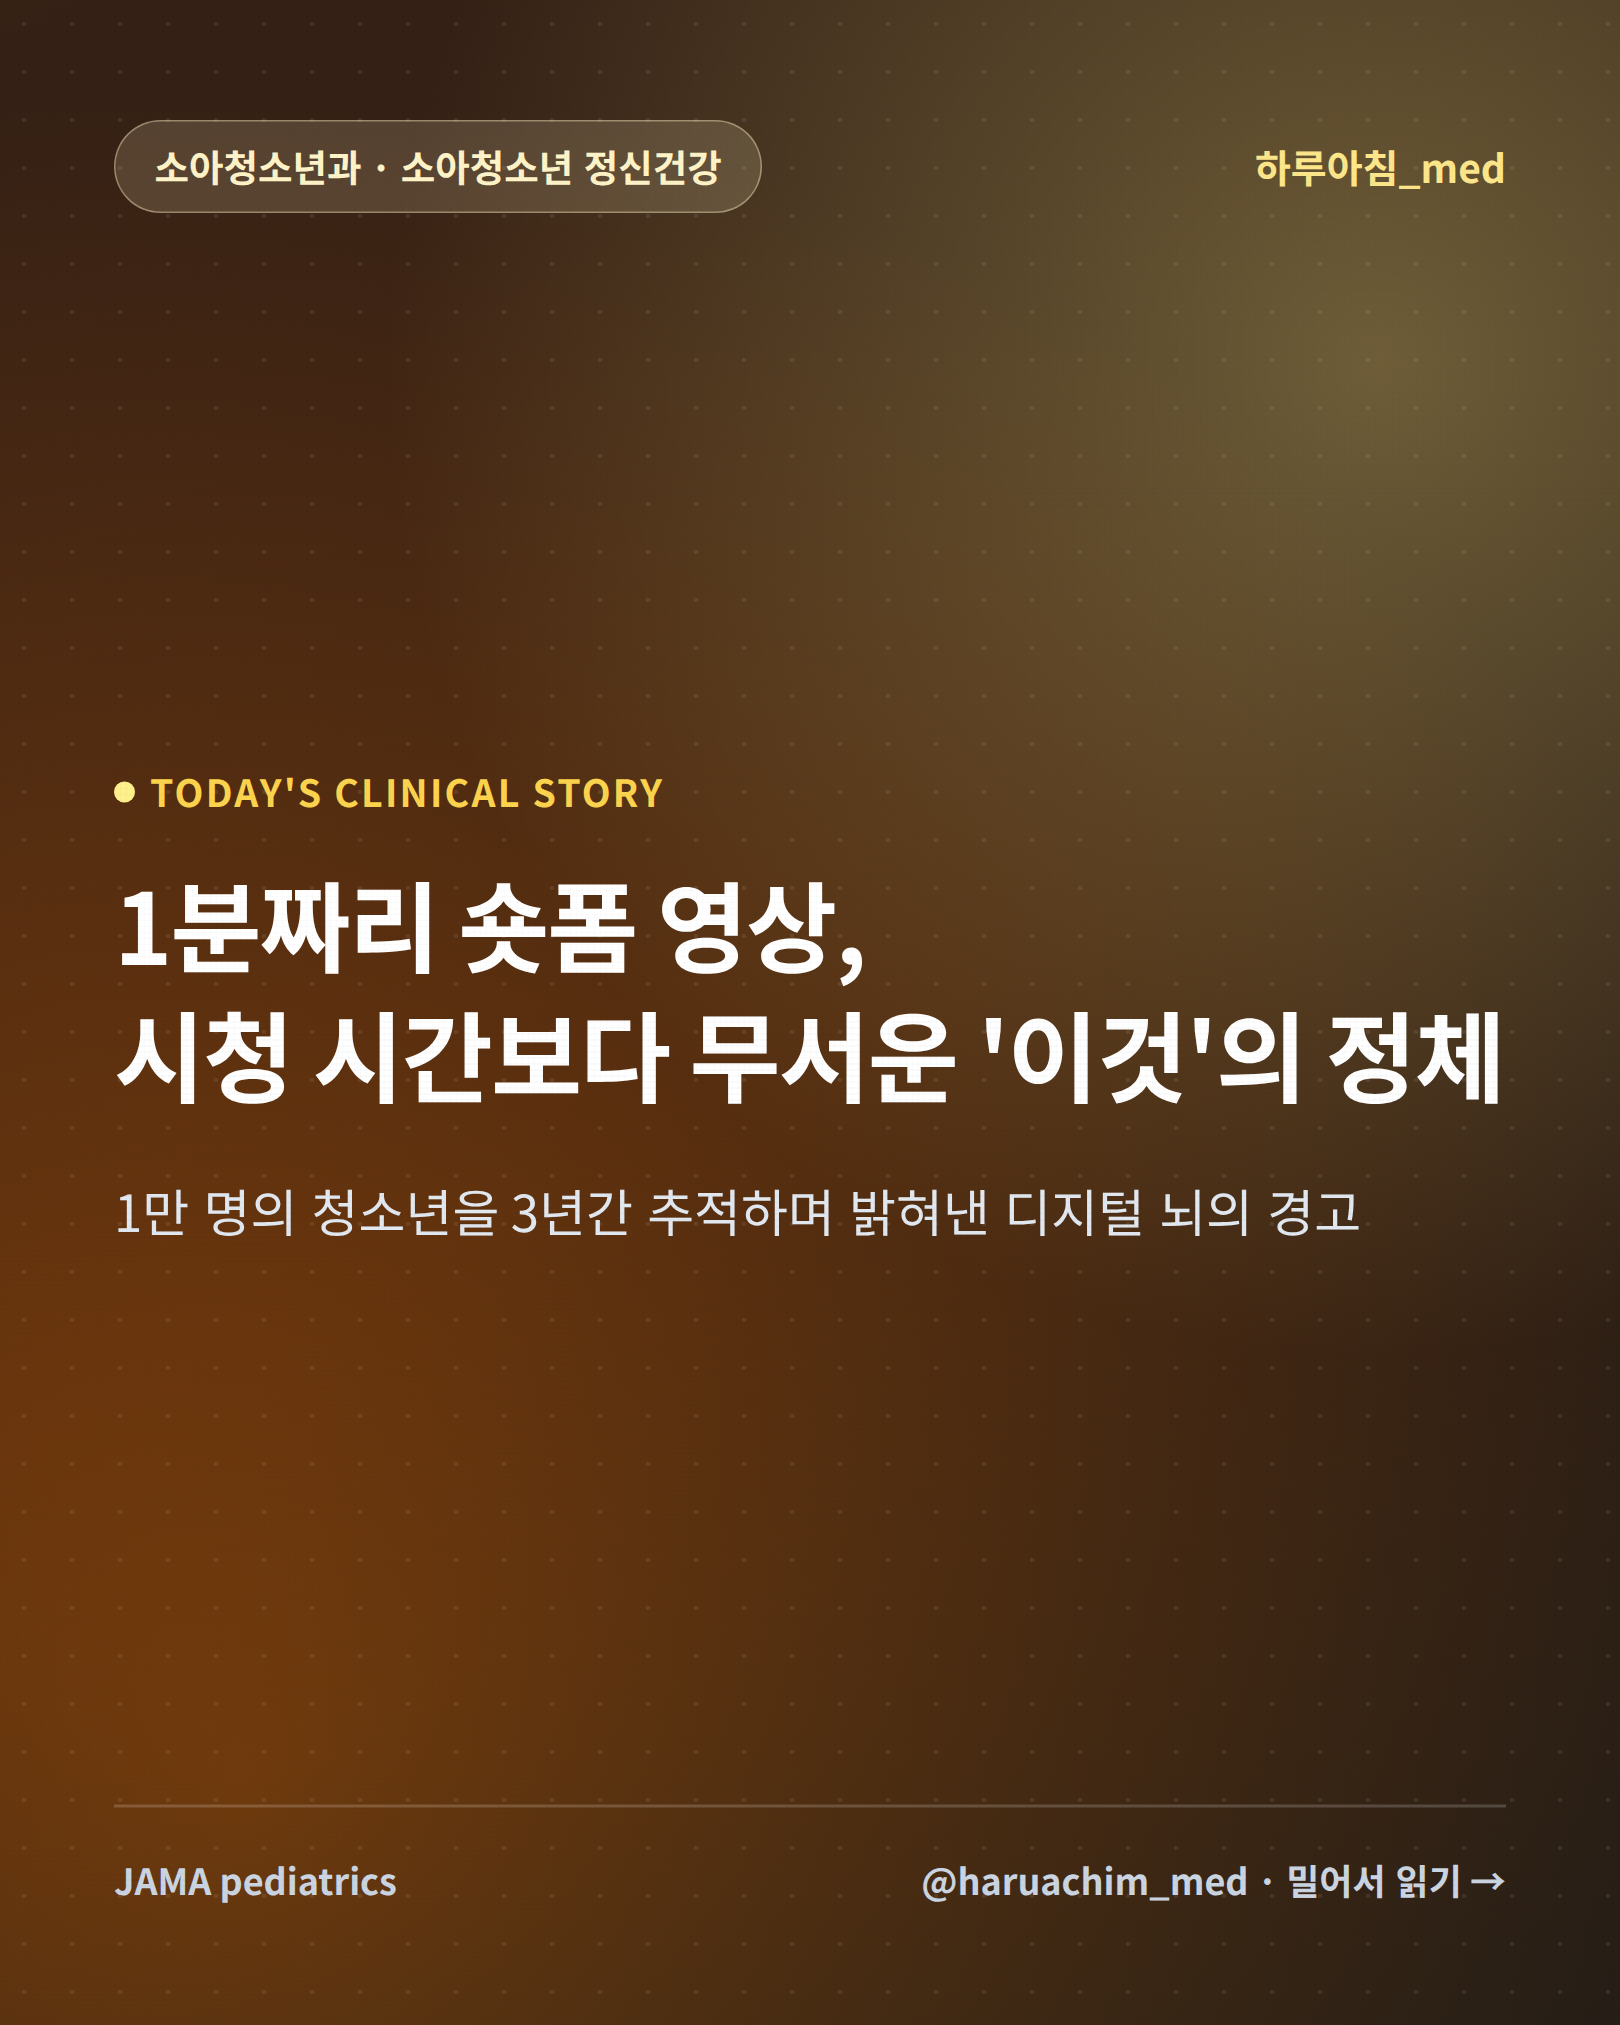 소아청소년과 · 소아청소년 정신건강
하루아침_med
TODAY'S CLINICAL STORY
1분짜리 숏폼 영상,
시청 시간보다 무서운 '이것'의 정체
1만 명의 청소년을 3년간 추적하며 밝혀낸 디지털 뇌의 경고
JAMA pediatrics
@haruachim_med · 밀어서 읽기 →